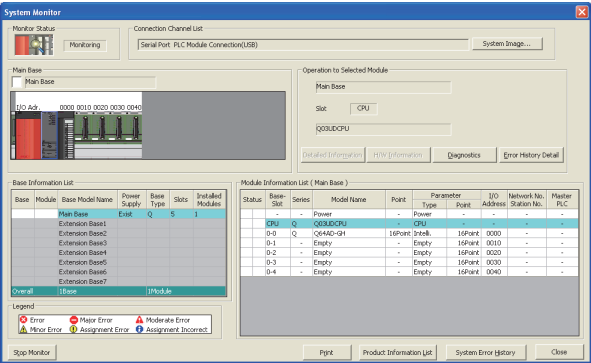 System Monitor
Monitor Status
Monitoring
Connection Channel List
Serial Port PLC Module Connection(USB)
System Image...
Main Base
Main Base
I/O Adr. 0000 0010 0020 0030 0040
Operation to Selected Module
Main Base
Slot CPU
Q03UDCPU
Detailed Information H/W Information Diagnostics Error History Detail
Base Information List
Base Module Base Model Name Power Supply Base Type Slots Installed Modules
Main Base Exist Q 5 1
Extension Base1
Extension Base2
Extension Base3
Extension Base4
Extension Base5
Extension Base6
Extension Base7
Overall 1Base 1Module
Module Information List ( Main Base )
Status Base-Slot Series Model Name Point Parameter Type Point I/O Address Network No. Station No. Master PLC
- - Power - Power - - - -
CPU Q Q03UDCPU - CPU - - - -
0-0 Q Q64AD-GH 16Point Intelli. 16Point 0000 - -
0-1 - Empty - Empty 16Point 0010 - -
0-2 - Empty - Empty 16Point 0020 - -
0-3 - Empty - Empty 16Point 0030 - -
0-4 - Empty - Empty 16Point 0040 - -
Legend
Error Major Error Moderate Error
Minor Error Assignment Error Assignment Incorrect
Stop Monitor Print Product Information List System Error History Close